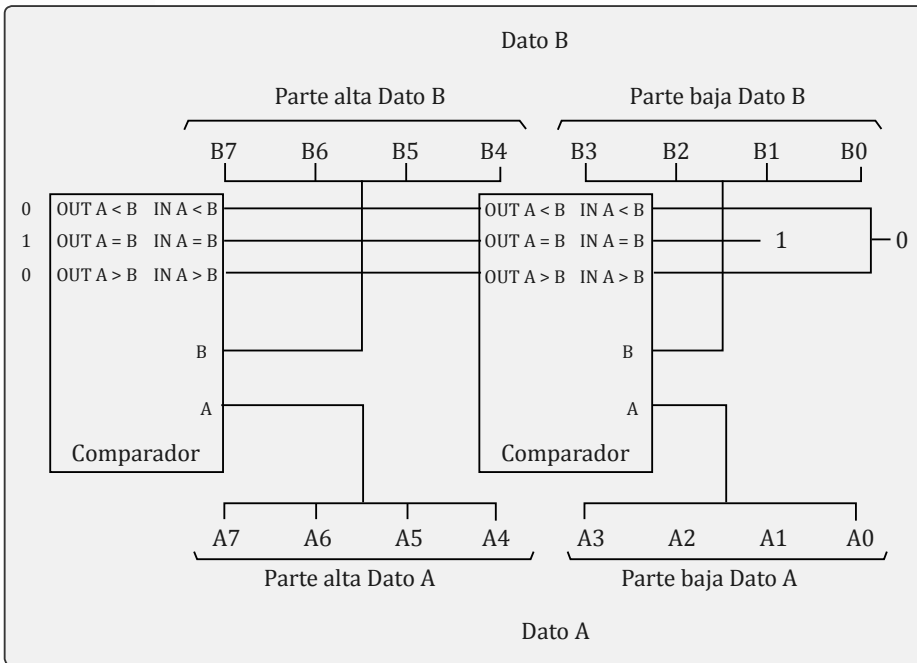 Dato B
Parte alta Dato B Parte baja Dato B
B7 B6 B5 B4 B3 B2 B1 B0
0 OUT A < B IN A < B OUT A < B IN A < B
1 OUT A = B IN A = B OUT A = B IN A = B 1 0
0 OUT A > B IN A > B OUT A > B IN A > B
B B
A A
Comparador Comparador
A7 A6 A5 A4 A3 A2 A1 A0
Parte alta Dato A Parte baja Dato A
Dato A